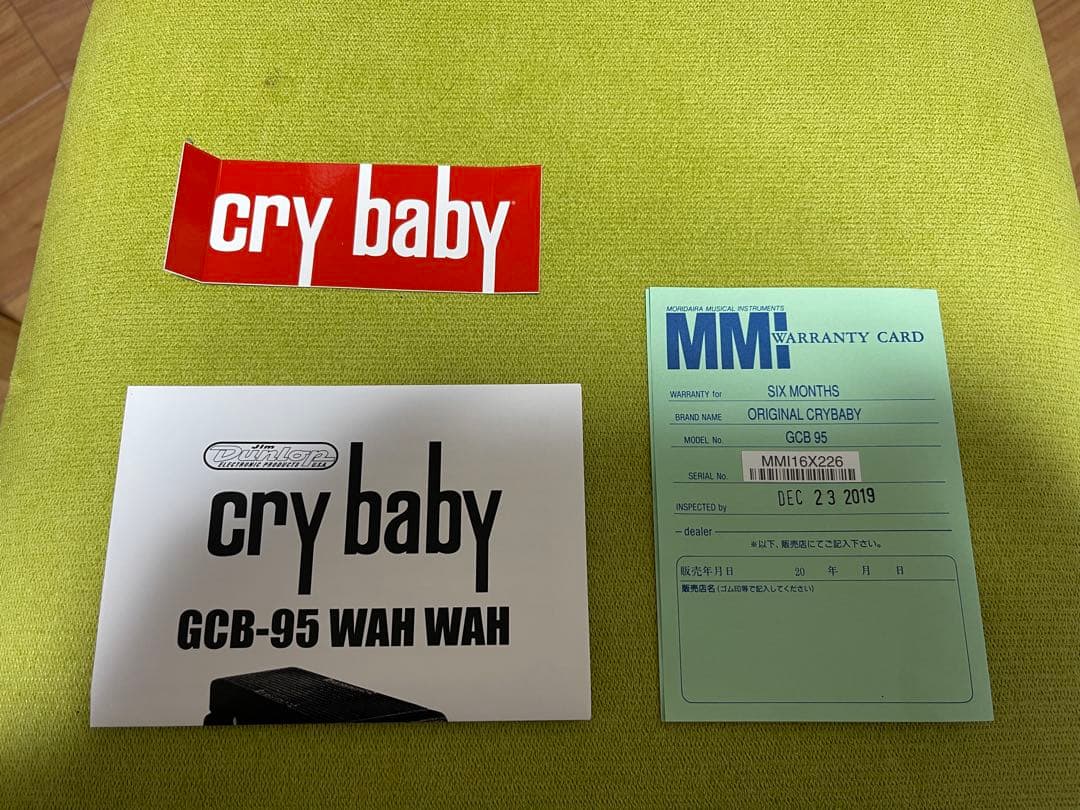 cry baby
Jim
Dunlop
ELECTRONIC PRODUCTS U.S.A.
cry baby
GCB-95 WAH WAH
MORIDAIRA MUSICAL INSTRUMENTS
MMI WARRANTY CARD
WARRANTY for SIX MONTHS
BRAND NAME ORIGINAL CRYBABY
MODEL No. GCB 95
SERIAL No. MMI16X226
INSPECTED by DEC 23 2019
dealer
※以下、販売店にてご記入下さい。
販売年月日 20 年 月 日
販売店名(ゴム印等で記入してください)